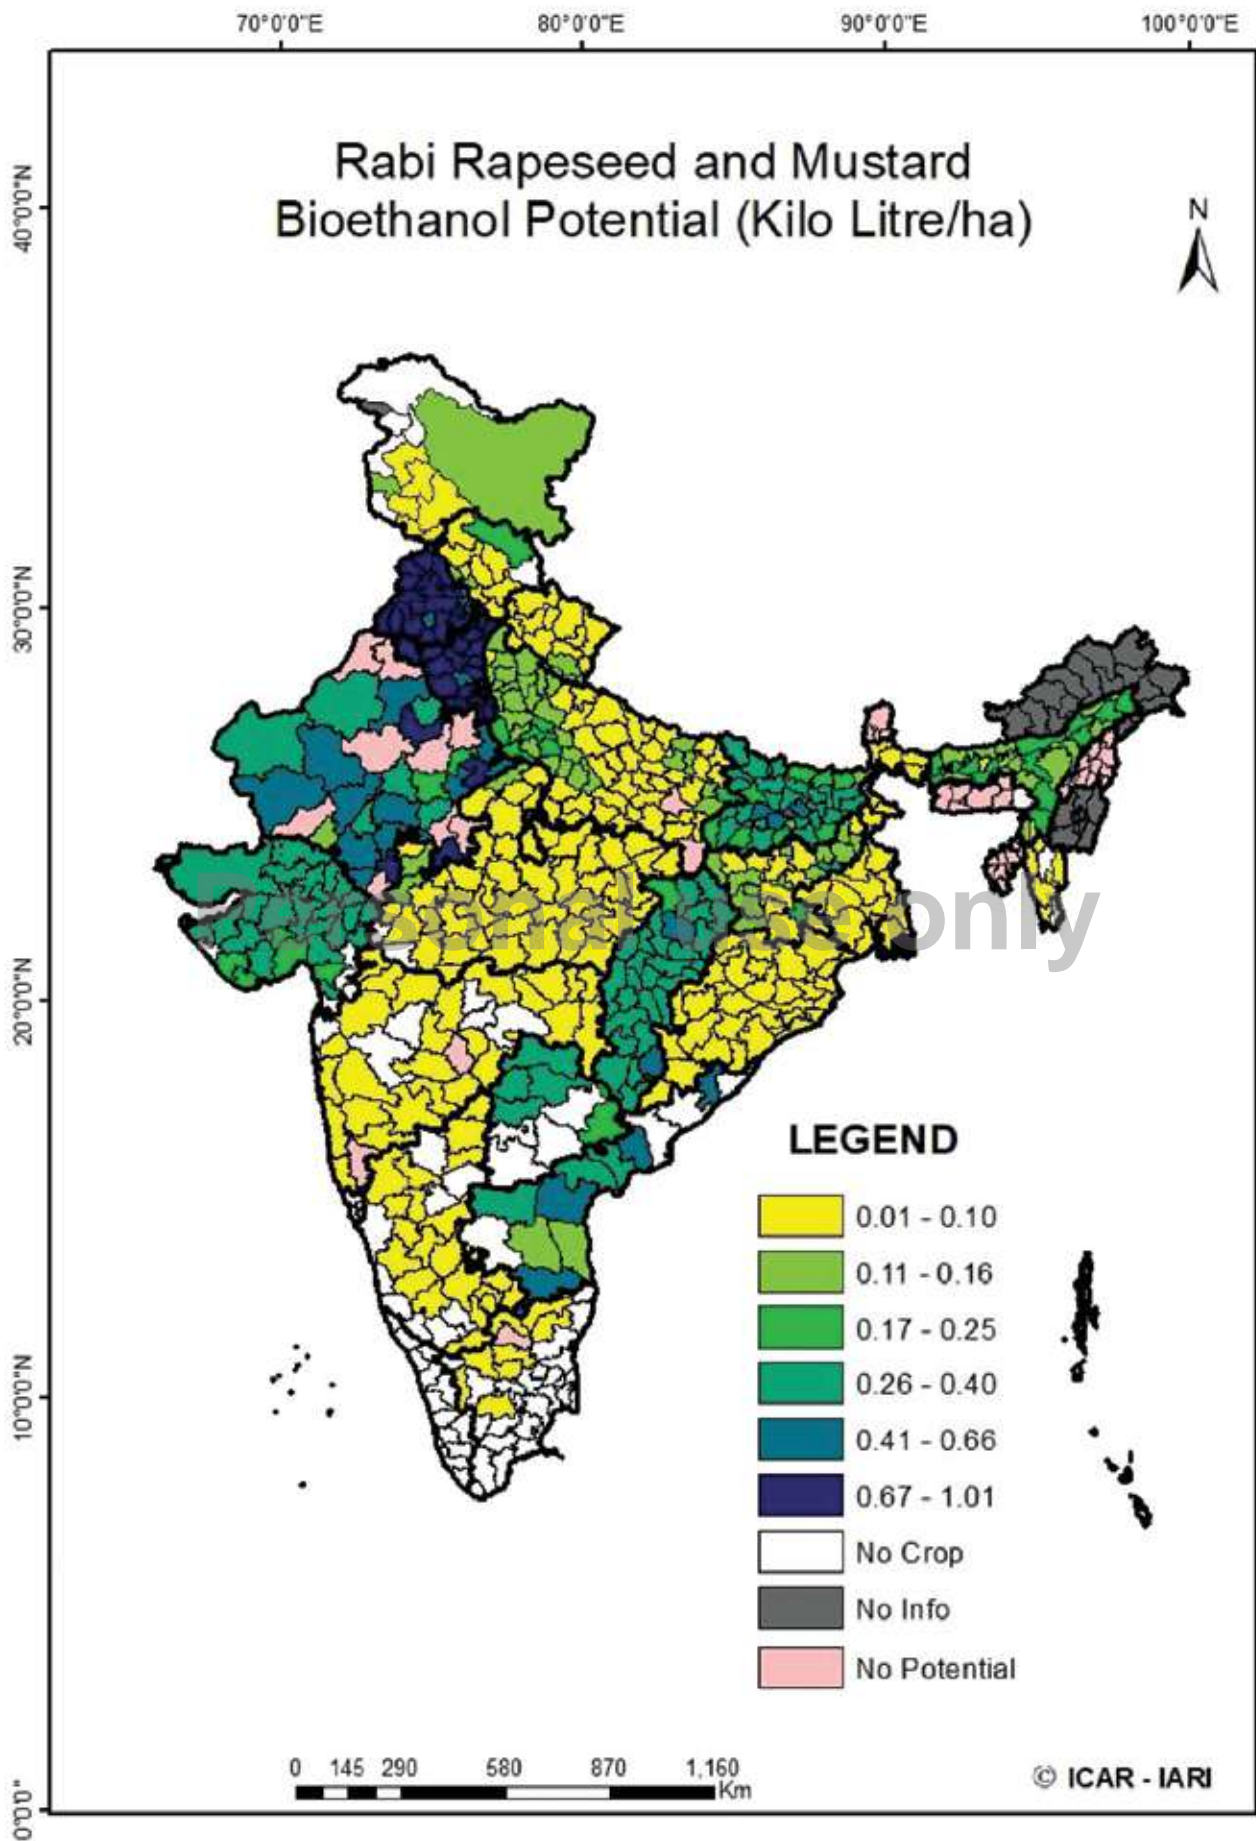 70°0'0"E 80°0'0"E 90°0'0"E 100°0'0"E
Rabi Rapeseed and Mustard
Bioethanol Potential (Kilo Litre/ha)
N
40°0'0"N
30°0'0"N
20°0'0"N
10°0'0"N
0°0'0"
Personal use only
LEGEND
0.01 - 0.10
0.11 - 0.16
0.17 - 0.25
0.26 - 0.40
0.41 - 0.66
0.67 - 1.01
No Crop
No Info
No Potential
0 145 290 580 870 1,160
Km
© ICAR - IARI